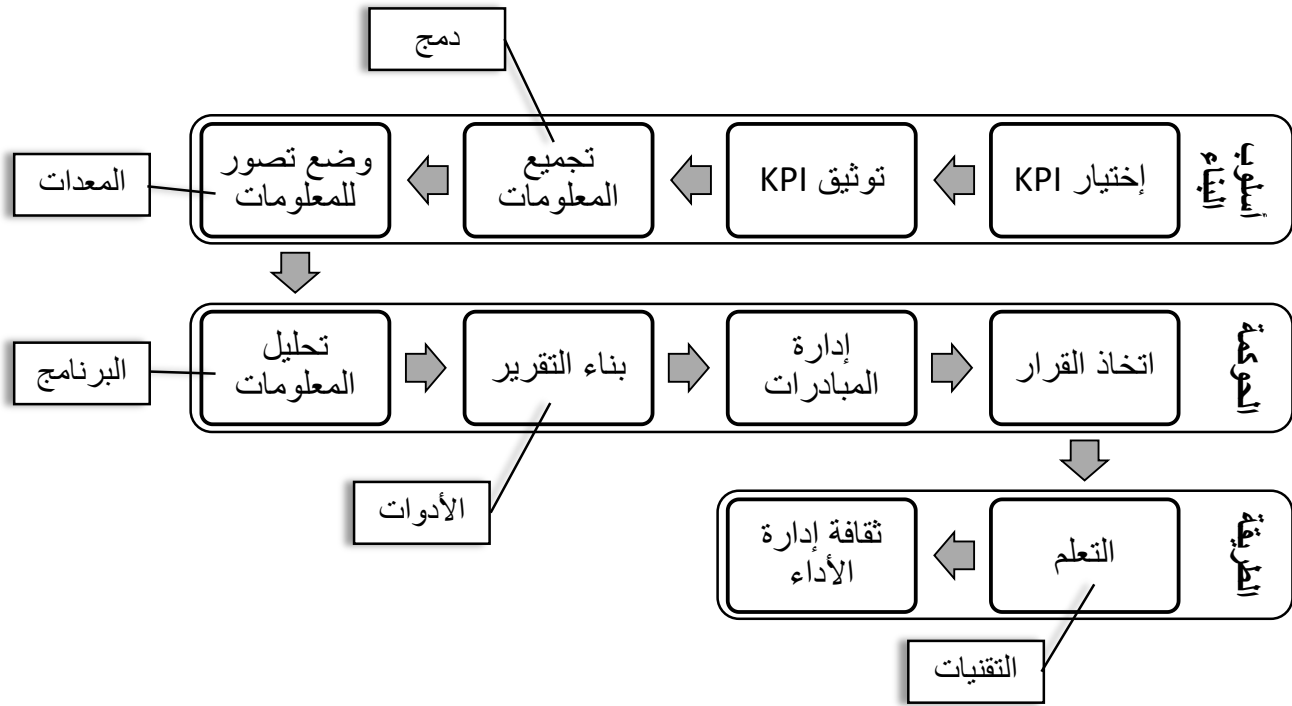 دمج
أسلوب
البناء
إختيار KPI
توثيق KPI
تجميع
المعلومات
وضع تصور
للمعلومات
المعدات
الحوكمة
تحليل
المعلومات
البرنامج
بناء التقرير
إدارة
المبادرات
اتخاذ القرار
الأدوات
الطريقة
التعلم
ثقافة إدارة
الأداء
التقنيات